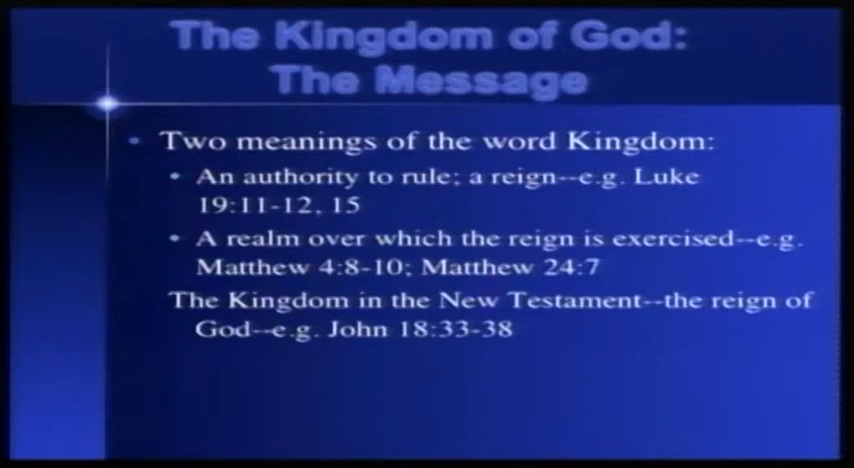 The Kingdom of God:
The Message
• Two meanings of the word Kingdom:
• An authority to rule; a reign--e.g. Luke
19:11-12, 15
• A realm over which the reign is exercised--e.g.
Matthew 4:8-10; Matthew 24:7
The Kingdom in the New Testament--the reign of
God--e.g. John 18:33-38